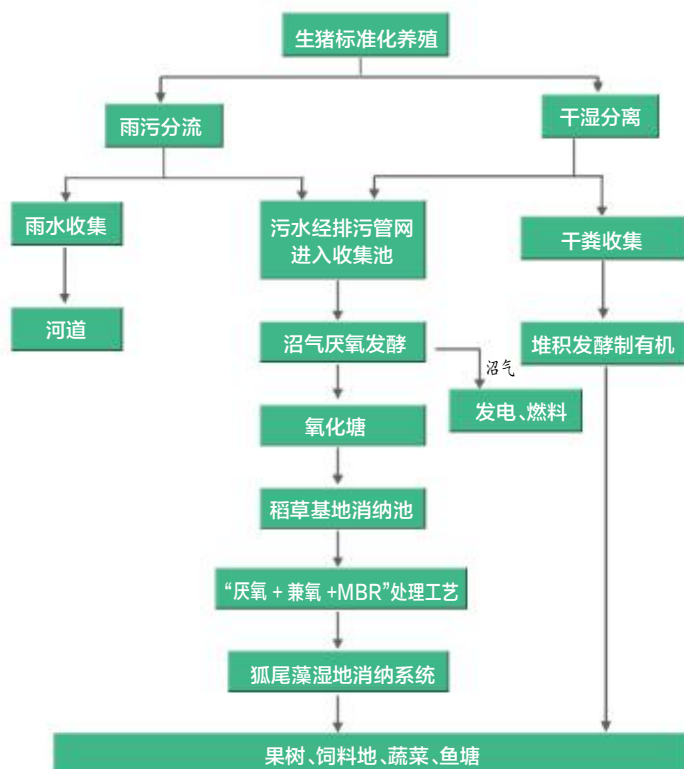 生猪标准化养殖
雨污分流
干湿分离
雨水收集
污水经排污管网
进入收集池
干粪收集
河道
沼气厌氧发酵
堆积发酵制有机
沼气
发电、燃料
氧化塘
稻草基地消纳池
“厌氧+兼氧+MBR”处理工艺
狐尾藻湿地消纳系统
果树、饲料地、蔬菜、鱼塘